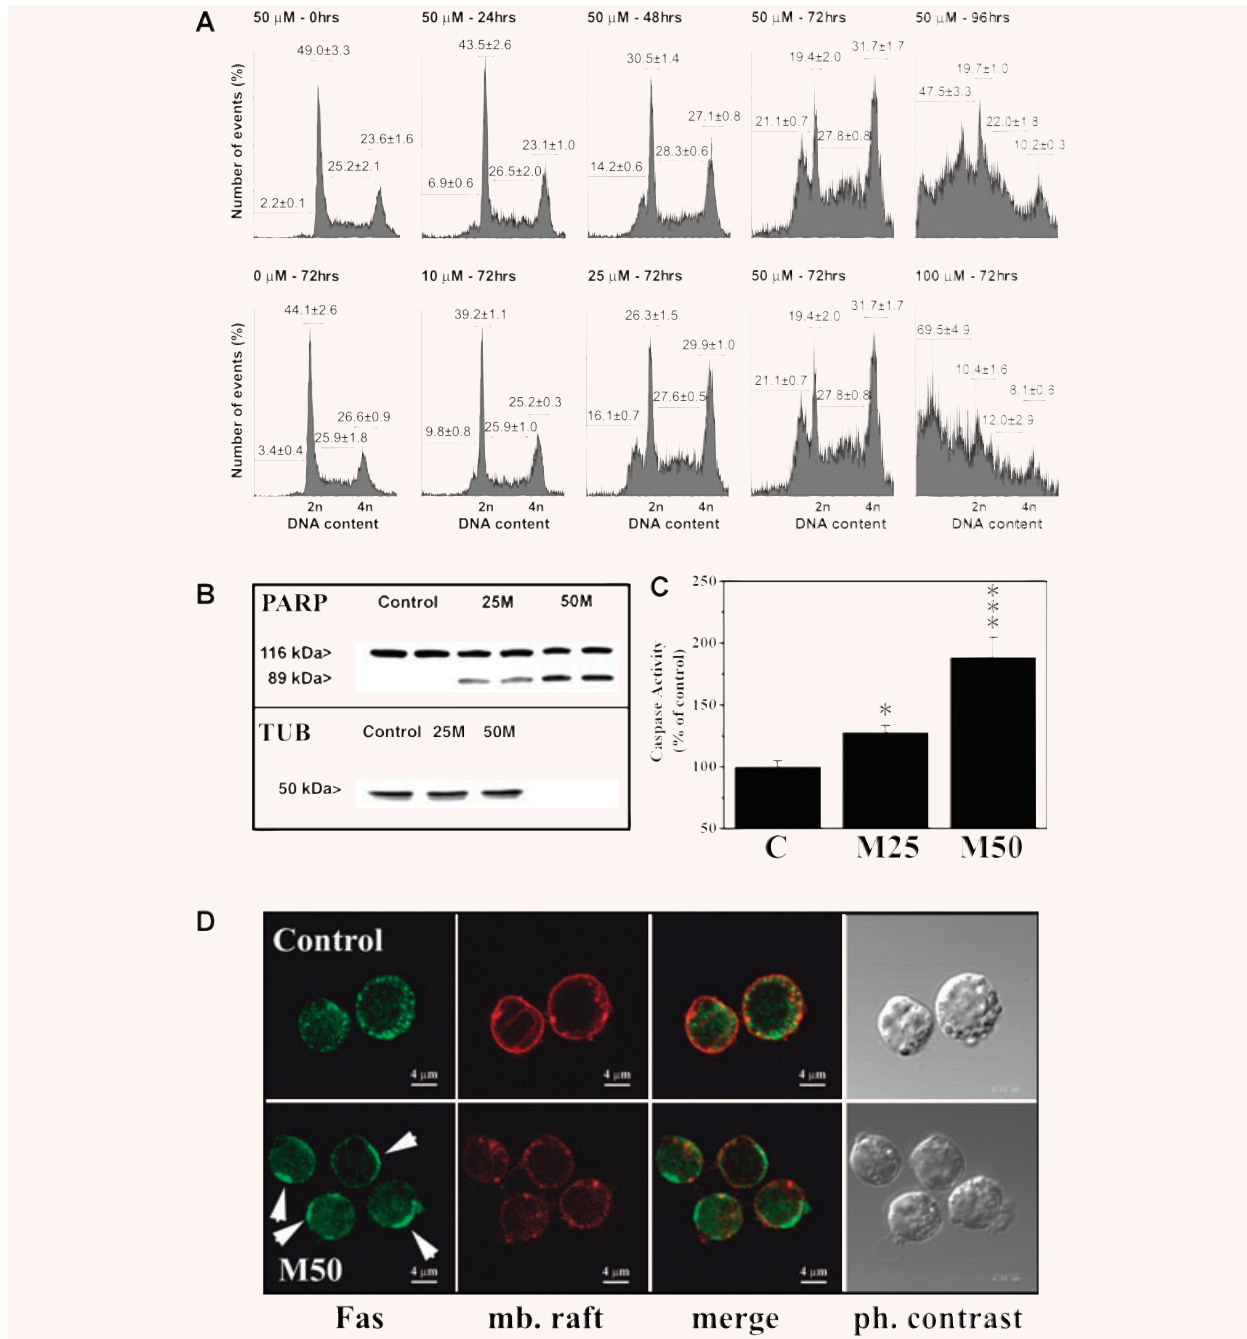 A
50 μM - 0hrs
50 μM - 24hrs
50 μM - 48hrs
50 μM - 72hrs
50 μM - 96hrs
Number of events (%)
49.0±3.3
23.6±1.6
25.2±2.1
2.2±0.1
43.5±2.6
23.1±1.0
26.5±2.0
6.9±0.6
30.5±1.4
27.1±0.8
28.3±0.6
14.2±0.6
31.7±1.7
19.4±2.0
21.1±0.7
27.8±0.8
19.7±1.0
47.5±3.3
22.0±1.8
10.2±0.3
0 μM - 72hrs
10 μM - 72hrs
25 μM - 72hrs
50 μM - 72hrs
100 μM - 72hrs
Number of events (%)
44.1±2.6
26.6±0.9
25.9±1.8
3.4±0.4
39.2±1.1
25.2±0.3
25.9±1.0
9.8±0.8
26.3±1.5
29.9±1.0
27.6±0.5
16.1±0.7
31.7±1.7
19.4±2.0
21.1±0.7
27.8±0.8
69.5±4.9
10.4±1.6
8.1±0.6
12.0±2.9
2n 4n
DNA content
2n 4n
DNA content
2n 4n
DNA content
2n 4n
DNA content
2n 4n
DNA content
B
PARP Control 25M 50M
116 kDa>
89 kDa>
TUB Control 25M 50M
50 kDa>
C
Caspase Activity
(% of control)
250
200
150
100
50
*
***
C M25 M50
D
Control
4 μm
4 μm
4 μm
M50
4 μm
4 μm
4 μm
Fas mb. raft merge ph. contrast